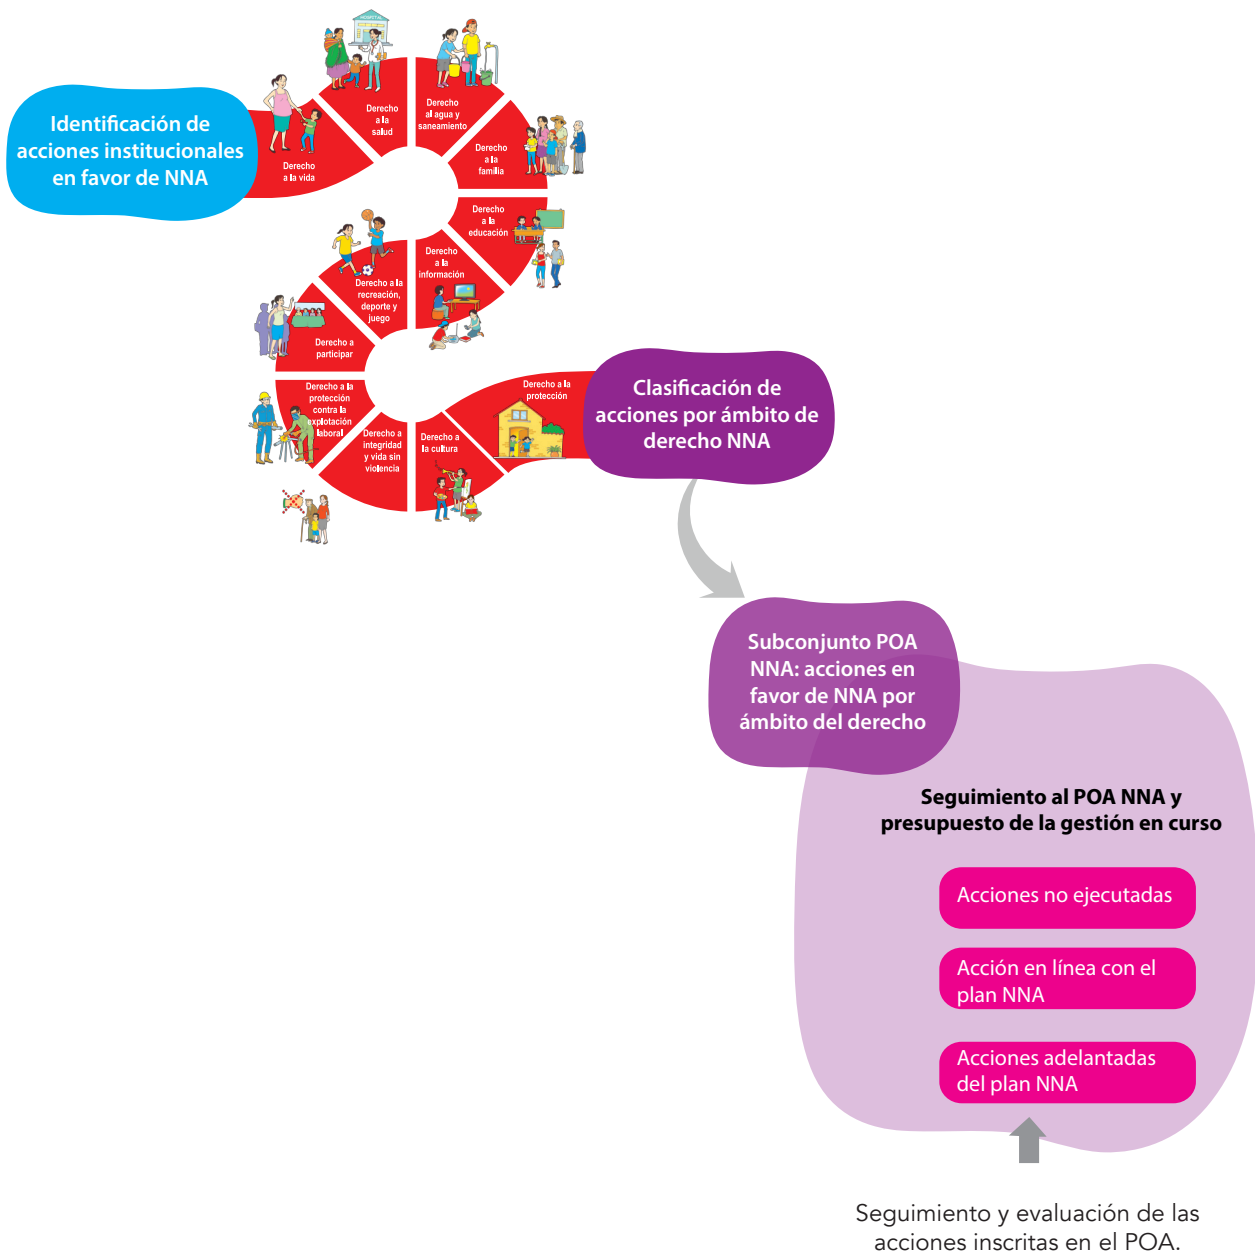 Identificación de
acciones institucionales
en favor de NNA
Derecho
a la vida
HOSPITAL
Derecho
a la
salud
Derecho
al agua y
saneamiento
Derecho
a la
familia
Derecho
a la
educación
Derecho
a la
información
Derecho a la
recreación,
deporte y
juego
Derecho a
participar
Derecho a la
protección
contra la
explotación
laboral
Derecho a
integridad
y vida sin
violencia
Derecho a
la cultura
Derecho a la
protección
Clasificación de
acciones por ámbito de
derecho NNA
Subconjunto POA
NNA: acciones en
favor de NNA por
ámbito del derecho
Seguimiento al POA NNA y
presupuesto de la gestión en curso
Acciones no ejecutadas
Acción en línea con el
plan NNA
Acciones adelantadas
del plan NNA
Seguimiento y evaluación de las
acciones inscritas en el POA.